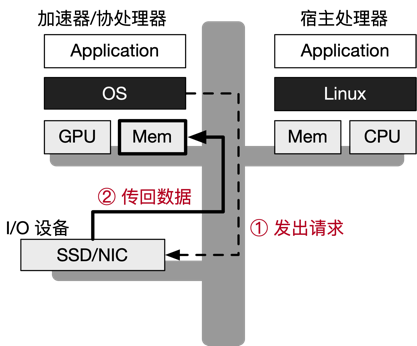 加速器/协处理器
宿主处理器
Application
Application
OS
Linux
GPU
Mem
Mem
CPU
② 传回数据
① 发出请求
I/O 设备
SSD/NIC